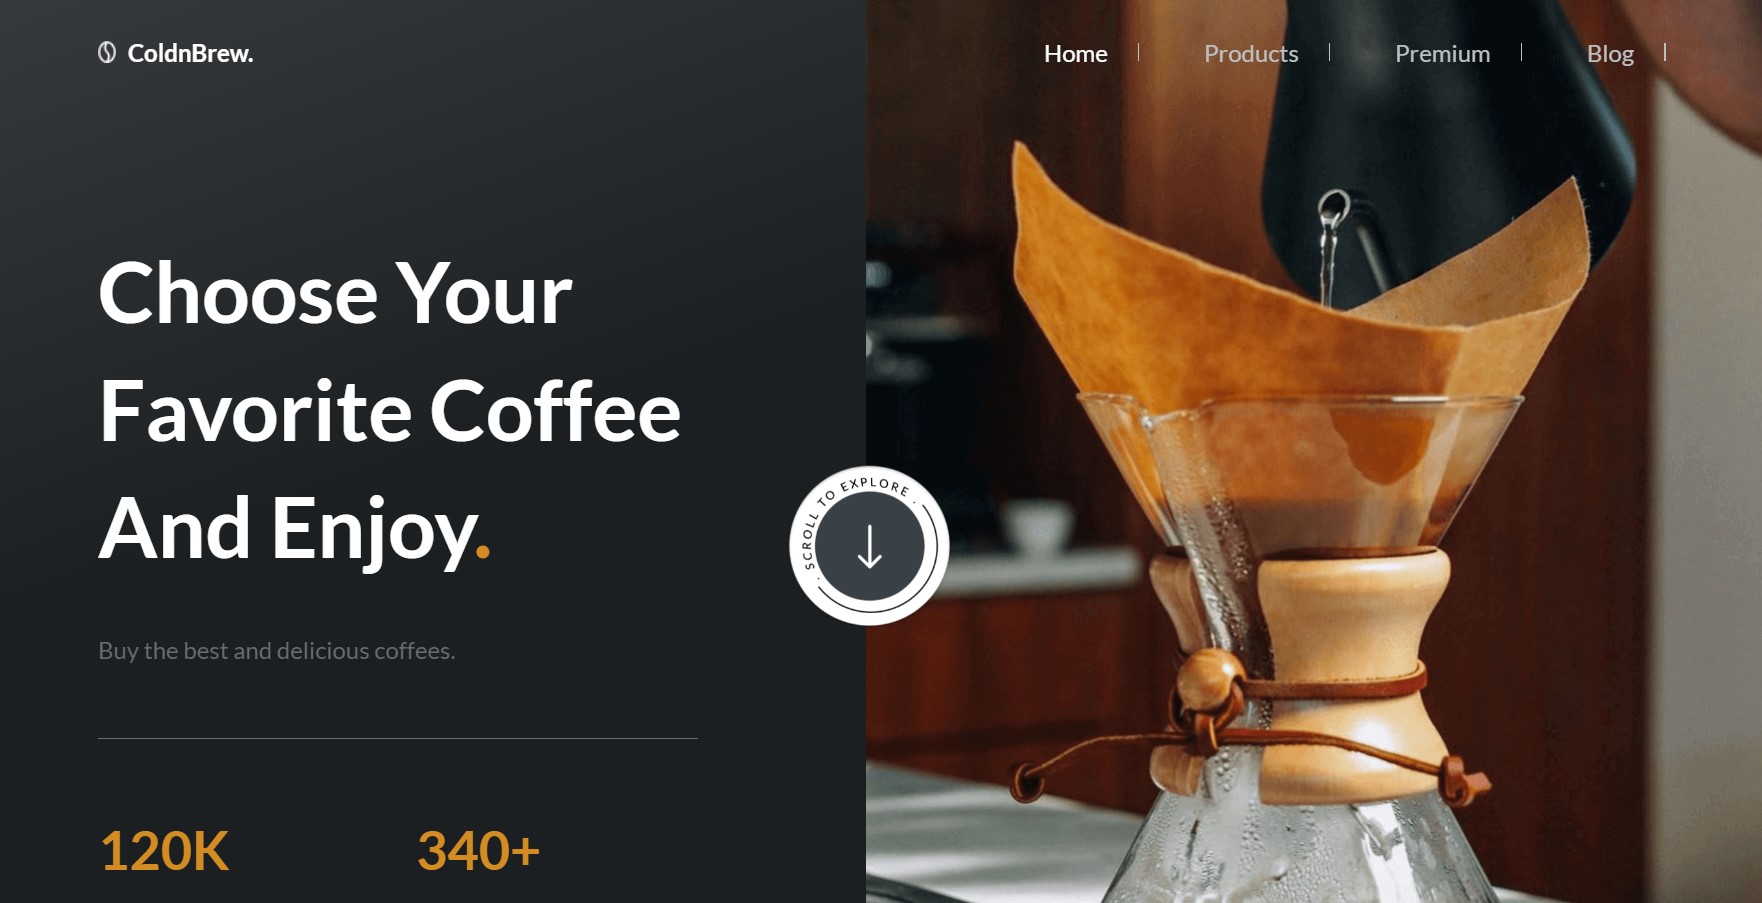 ColdnBrew.
Home
Products
Premium
Blog
Choose Your
Favorite Coffee
And Enjoy.
· SCROLL TO EXPLORE ·
Buy the best and delicious coffees.
120K
340+